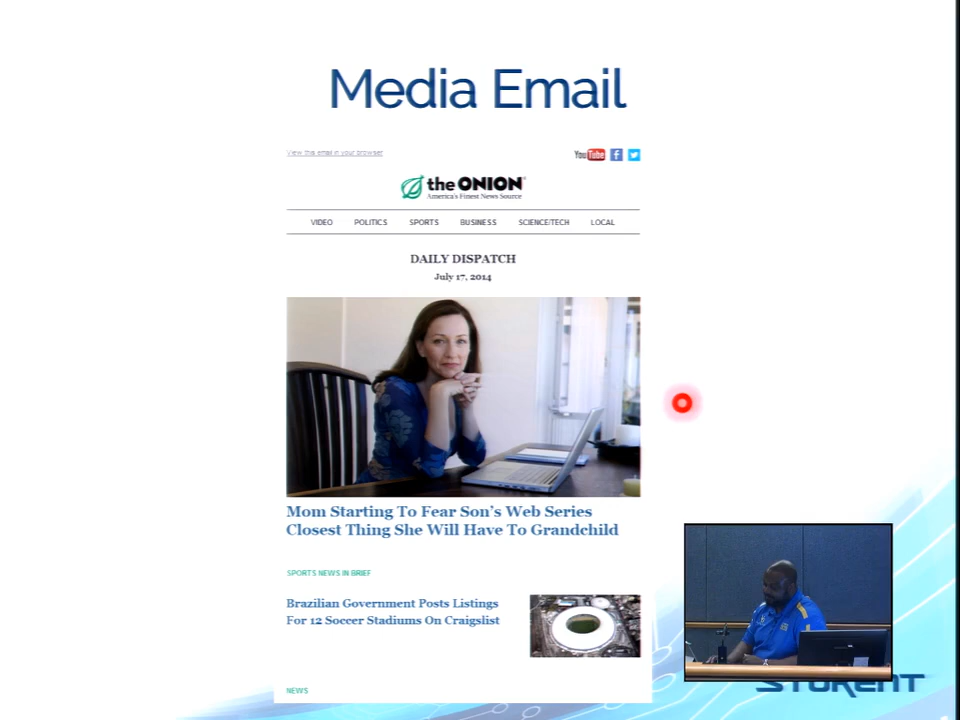 Media Email
View this email in your browser
YouTube
the ONION
America's Finest News Source
VIDEO POLITICS SPORTS BUSINESS SCIENCE/TECH LOCAL
DAILY DISPATCH
July 17, 2014
Mom Starting To Fear Son's Web Series
Closest Thing She Will Have To Grandchild
SPORTS NEWS IN BRIEF
Brazilian Government Posts Listings
For 12 Soccer Stadiums On Craigslist
NEWS
STUKENT